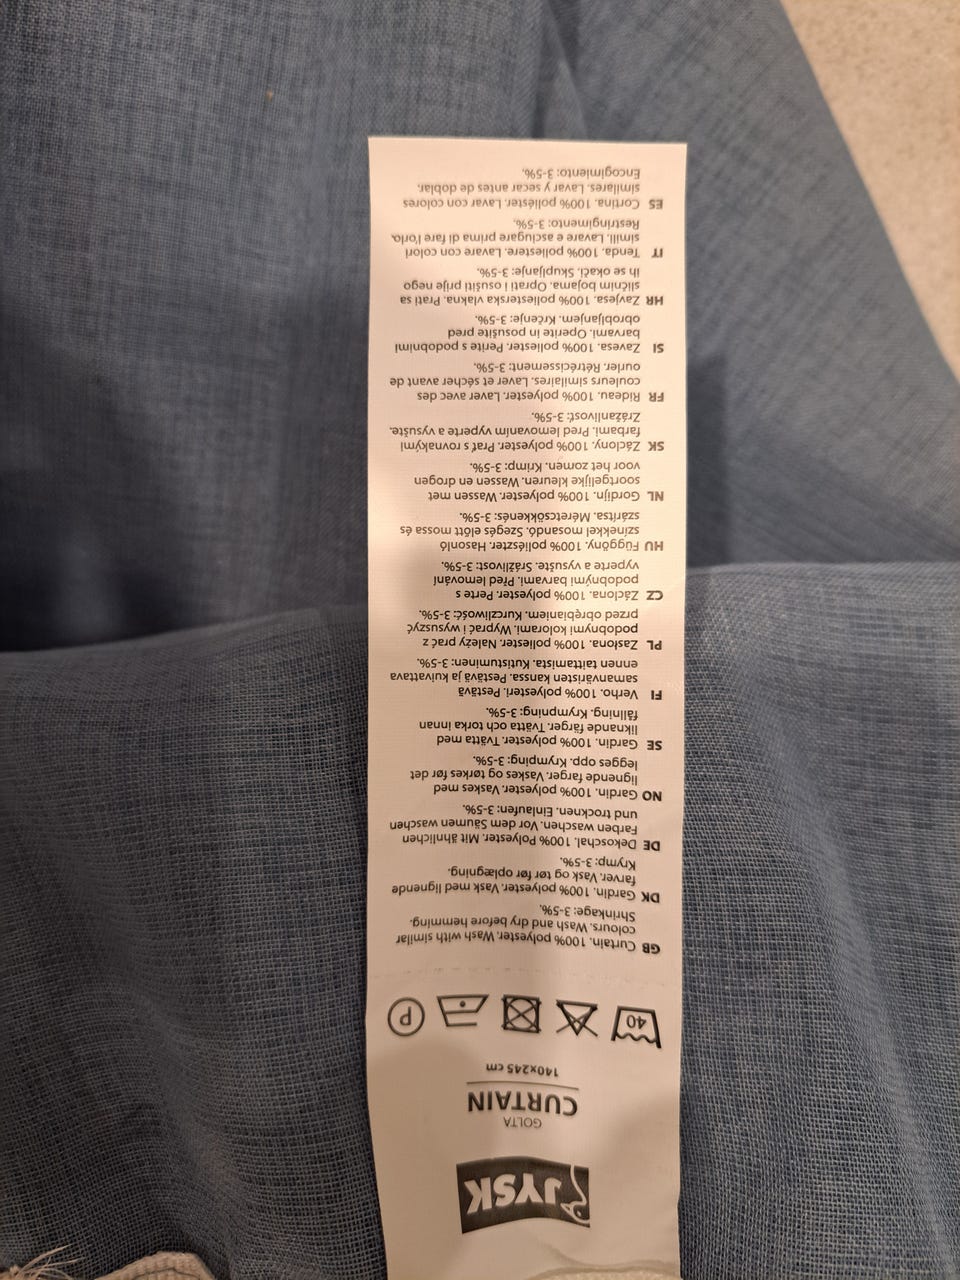 JYSK
GOLTA
CURTAIN
140x245 cm
40
P
GB Curtain. 100% polyester. Wash with similar
colours. Wash and dry before hemming.
Shrinkage: 3-5%.
DK Gardin. 100% polyester. Vask med lignende
farver. Vask og tør før oplægning.
Krymp: 3-5%.
DE Dekoschal. 100% Polyester. Mit ähnlichen
Farben waschen. Vor dem Säumen waschen
und trocknen. Einlaufen: 3-5%.
NO Gardin. 100% polyester. Vaskes med
lignende farger. Vaskes og tørkes før det
legges opp. Krymping: 3-5%.
SE Gardin. 100% polyester. Tvätta med
liknande färger. Tvätta och torka innan
fållning. Krympning: 3-5%.
FI Verho. 100% polyesteri. Pestävä
samanväristen kanssa. Pestävä ja kuivattava
ennen taittamista. Kutistuminen: 3-5%.
PL Zasłona. 100% poliester. Należy prać z
podobnymi kolorami. Wyprać i wysuszyć
przed obrębianiem. Kurczliwość: 3-5%.
CZ Záclona. 100% polyester. Perte s
podobnými barvami. Před lemování
vyperte a vysušte. Srážlivost: 3-5%.
HU Függöny. 100% poliészter. Hasonló
színekkel mosandó. Szegés előtt mossa és
szárítsa. Méretcsökkenés: 3-5%.
NL Gordijn. 100% polyester. Wassen met
soortgelijke kleuren. Wassen en drogen
voor het zomen. Krimp: 3-5%.
SK Záclony. 100% polyester. Prať s rovnakými
farbami. Pred lemovaním vyperte a vysušte.
Zrážanlivosť: 3-5%.
FR Rideau. 100% polyester. Laver avec des
couleurs similaires. Laver et sécher avant de
ourler. Rétrécissement: 3-5%.
SI Zavesa. 100% poliester. Perite s podobnimi
barvami. Operite in posušite pred
obrobljanjem. Krčenje: 3-5%.
HR Zavjesa. 100% poliesterska vlakna. Prati sa
sličnim bojama. Oprati i osušiti prije nego
ih se okači. Skupljanje: 3-5%.
IT Tenda. 100% poliestere. Lavare con colori
simili. Lavare e asciugare prima di fare l'orlo.
Restringimento: 3-5%.
ES Cortina. 100% poliéster. Lavar con colores
similares. Lavar y secar antes de doblar.
Encogimiento: 3-5%.